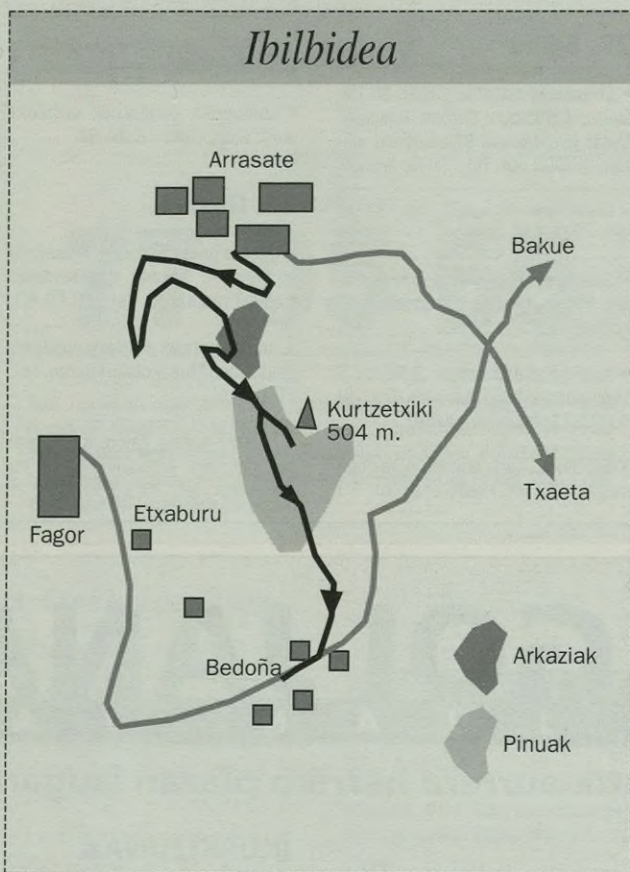 Ibilbidea
Arrasate
Bakue
Kurtzetxiki
504 m.
Txaeta
Fagor
Etxaburu
Bedoña
Arkaziak
Pinuak